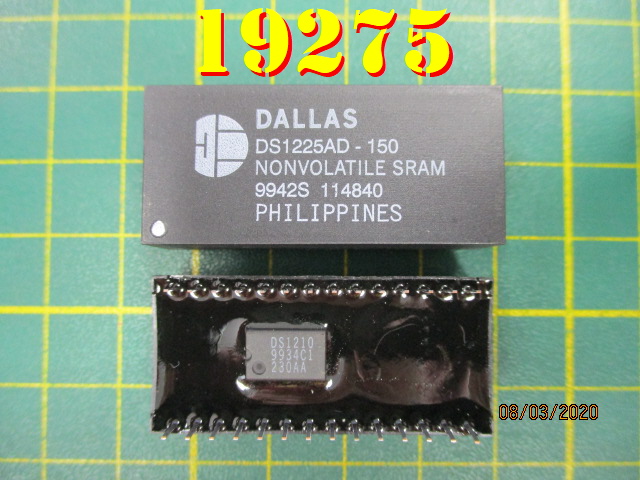 19275
DALLAS
DS1225AD - 150
NONVOLATILE SRAM
9942S 114840
PHILIPPINES
DS1210
9934C1
230AA
08/03/2020